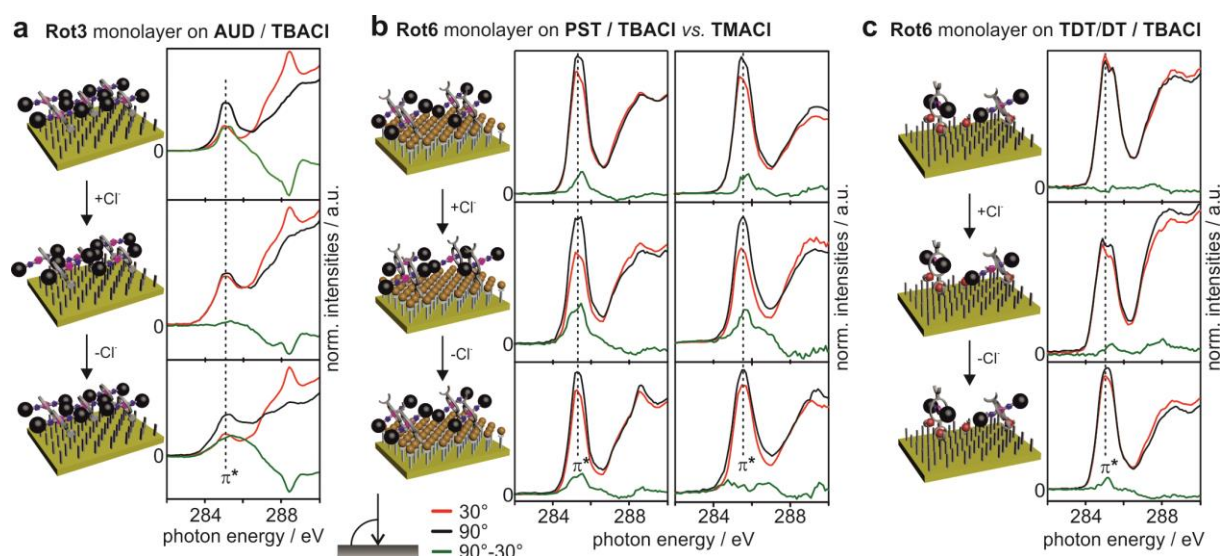 a Rot3 monolayer on AUD / TBACl
b Rot6 monolayer on PST / TBACl vs. TMACl
c Rot6 monolayer on TDT/DT / TBACl
+Cl-
-Cl-
0
0
0
π*
284 288
photon energy / eV
norm. intensities / a.u.
+Cl-
-Cl-
0
0
0
π*
π*
284 288
284 288
photon energy / eV
norm. intensities / a.u.
30°
90°
90°-30°
+Cl-
-Cl-
0
0
0
π*
284 288
photon energy / eV
norm. intensities / a.u.